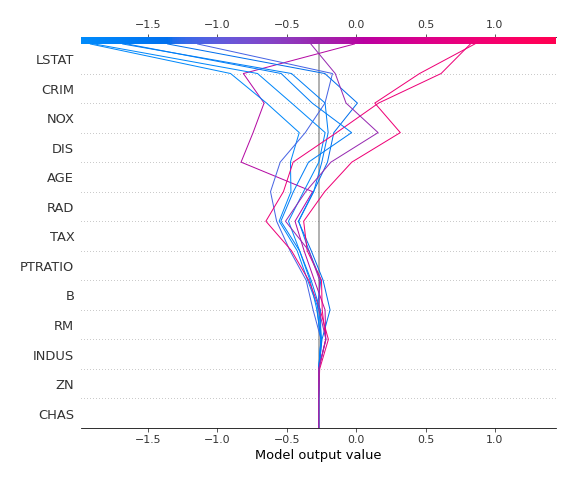 −1.5 −1.0 −0.5 0.0 0.5 1.0
LSTAT
CRIM
NOX
DIS
AGE
RAD
TAX
PTRATIO
B
RM
INDUS
ZN
CHAS
−1.5 −1.0 −0.5 0.0 0.5 1.0
Model output value